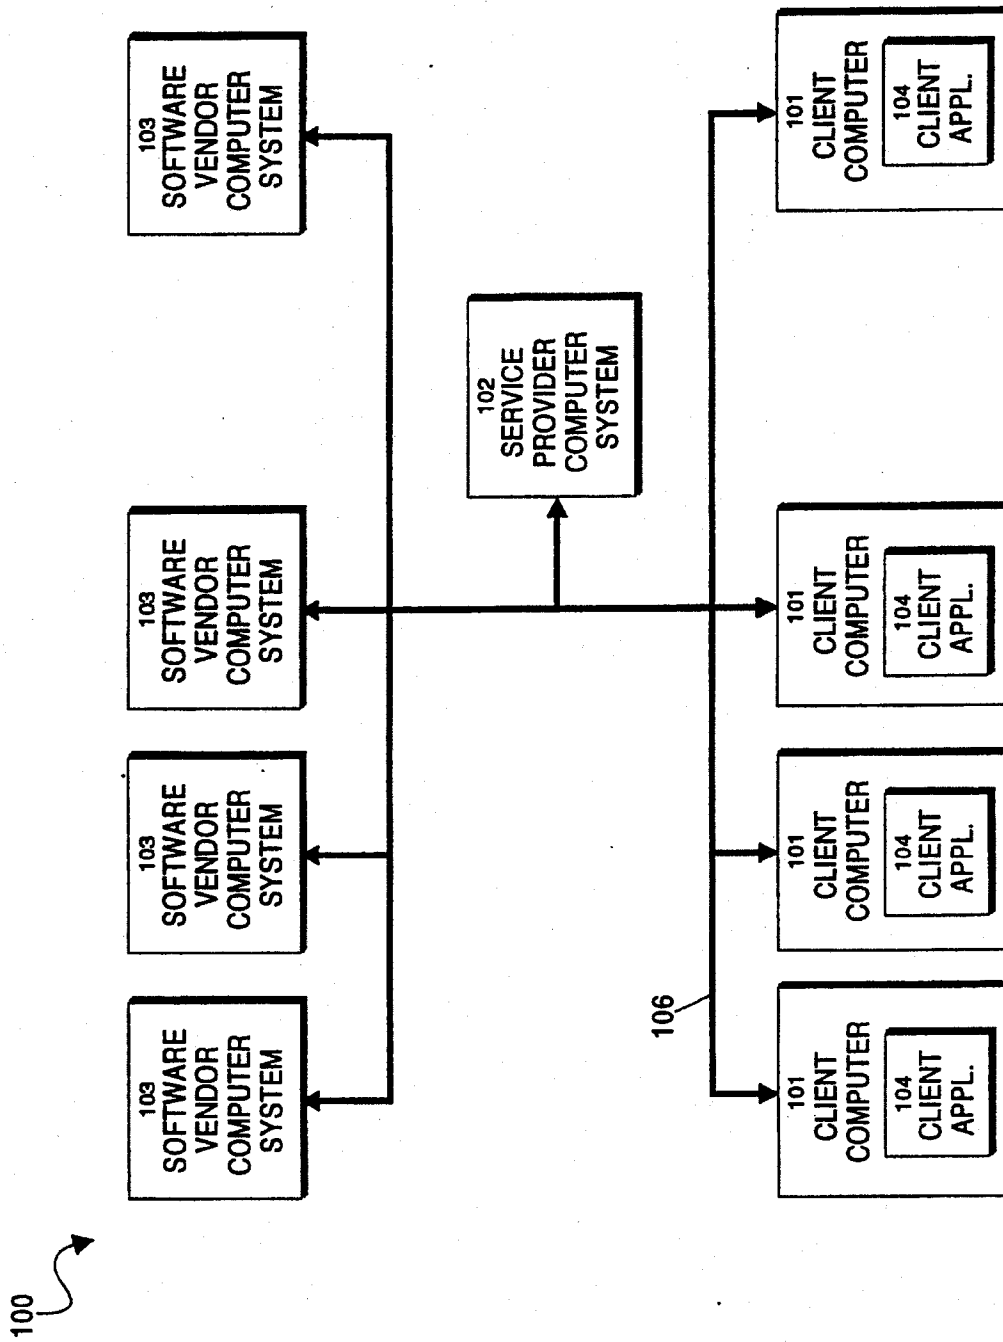 100
103
SOFTWARE
VENDOR
COMPUTER
SYSTEM
103
SOFTWARE
VENDOR
COMPUTER
SYSTEM
103
SOFTWARE
VENDOR
COMPUTER
SYSTEM
103
SOFTWARE
VENDOR
COMPUTER
SYSTEM
102
SERVICE
PROVIDER
COMPUTER
SYSTEM
106
101
CLIENT
COMPUTER
104
CLIENT
APPL.
101
CLIENT
COMPUTER
104
CLIENT
APPL.
101
CLIENT
COMPUTER
104
CLIENT
APPL.
101
CLIENT
COMPUTER
104
CLIENT
APPL.